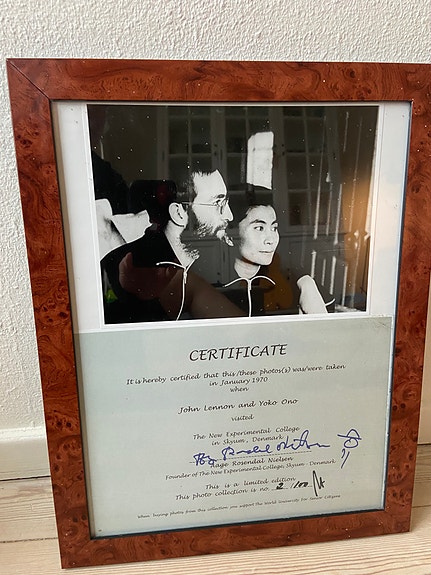 CERTIFICATE
It is hereby certified that this/these photos(s) was/were taken
in January 1970
when
John Lennon and Yoko Ono
visited
The New Experimental College
in Skyum, Denmark
Aage Rosendal Nielsen
Founder of The New Experimental College, Skyum - Denmark
This is a limited edition
This photo collection is no. 2/100
When buying photos from this collection you support the World University for Senior Citizens